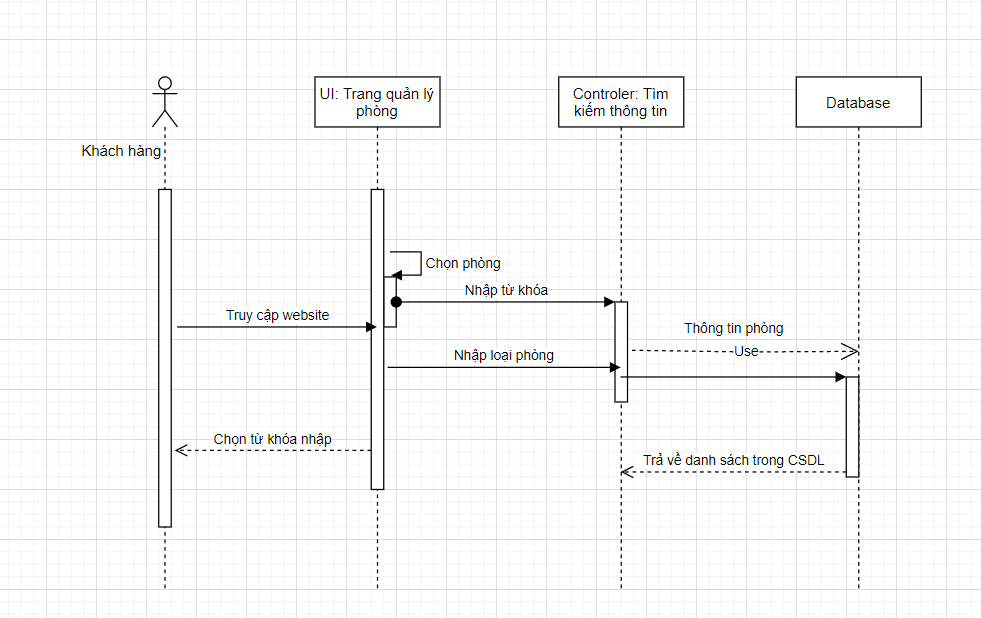 UI: Trang quản lý
phòng
Controler: Tìm
kiếm thông tin
Database
Khách hàng
Chọn phòng
Nhập từ khóa
Truy cập website
Thông tin phòng
Use
Nhập loại phòng
Chọn từ khóa nhập
Trả về danh sách trong CSDL